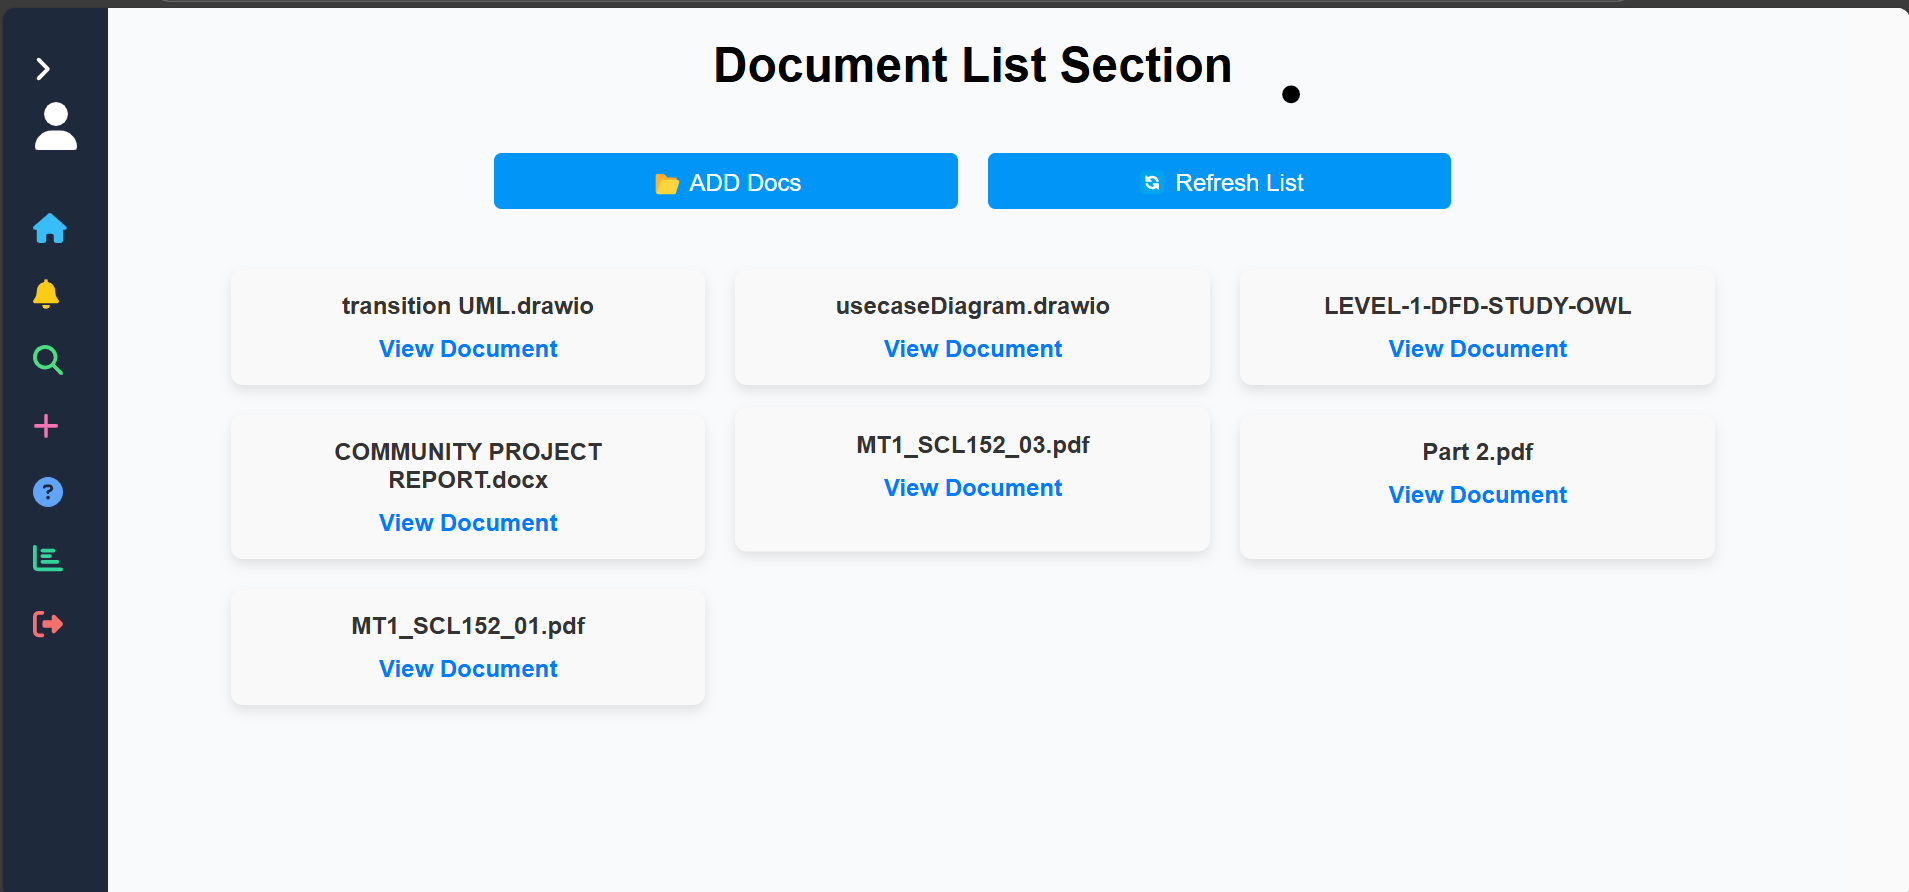 Document List Section
ADD Docs
Refresh List
transition UML.drawio
View Document
usecaseDiagram.drawio
View Document
LEVEL-1-DFD-STUDY-OWL
View Document
COMMUNITY PROJECT
REPORT.docx
View Document
MT1_SCL152_03.pdf
View Document
Part 2.pdf
View Document
MT1_SCL152_01.pdf
View Document